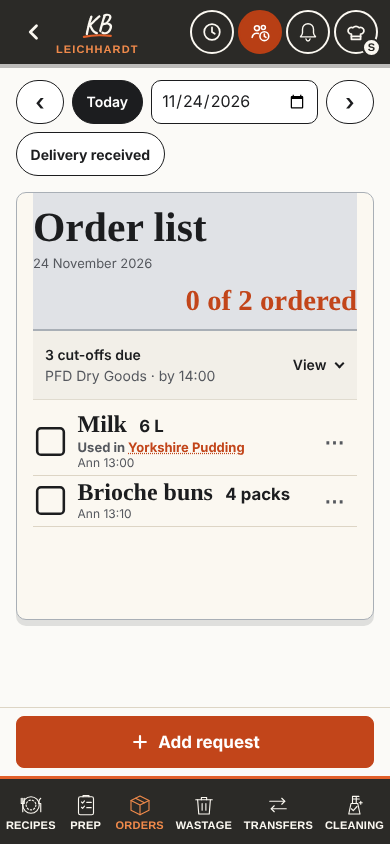 KB
LEICHHARDT
S
Today
11/24/2026
Delivery received
Order list
24 November 2026
0 of 2 ordered
3 cut-offs due
PFD Dry Goods · by 14:00
View
Milk 6 L
Used in Yorkshire Pudding
Ann 13:00
Brioche buns 4 packs
Ann 13:10
+ Add request
RECIPES PREP ORDERS WASTAGE TRANSFERS CLEANING